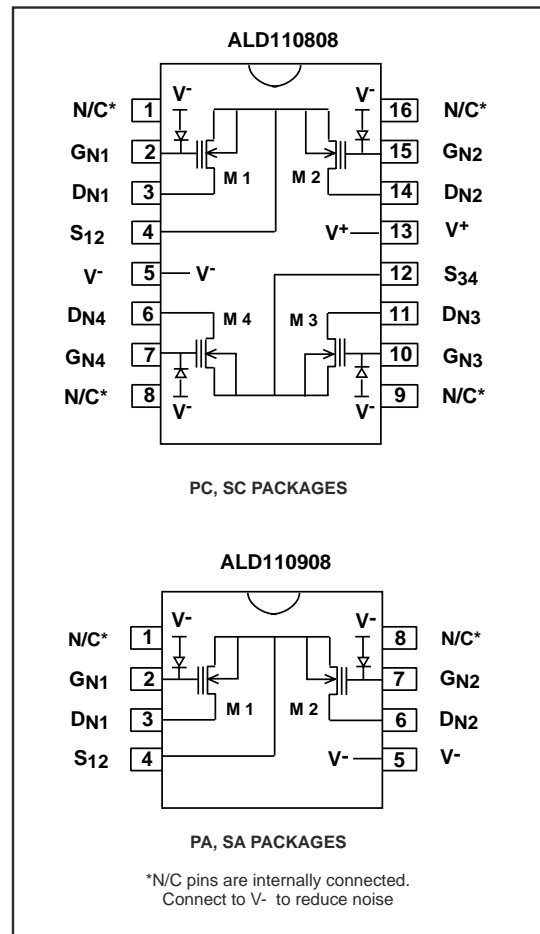 ALD110808
V- V-
N/C* 1 16 N/C*
GN1 2 15 GN2
M 1 M 2
DN1 3 14 DN2
S12 4 V+ 13 V+
V- 5 V- 12 S34
DN4 6 M 4 M 3 11 DN3
GN4 7 10 GN3
N/C* 8 V- V- 9 N/C*
PC, SC PACKAGES
ALD110908
V- V-
N/C* 1 8 N/C*
GN1 2 7 GN2
DN1 3 M 1 M 2 6 DN2
S12 4 V- 5 V-
PA, SA PACKAGES
*N/C pins are internally connected.
Connect to V- to reduce noise